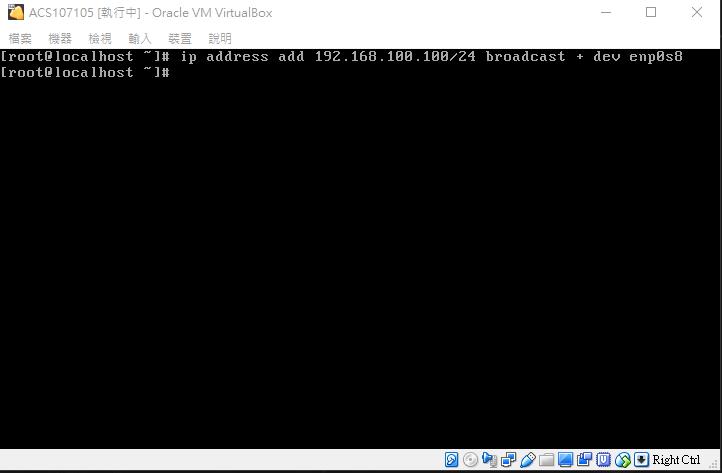 ACS107105 [執行中] - Oracle VM VirtualBox
檔案 機器 檢視 輸入 裝置 說明
[root@localhost ~]# ip address add 192.168.100.100/24 broadcast + dev enp0s8
[root@localhost ~]#
Right Ctrl